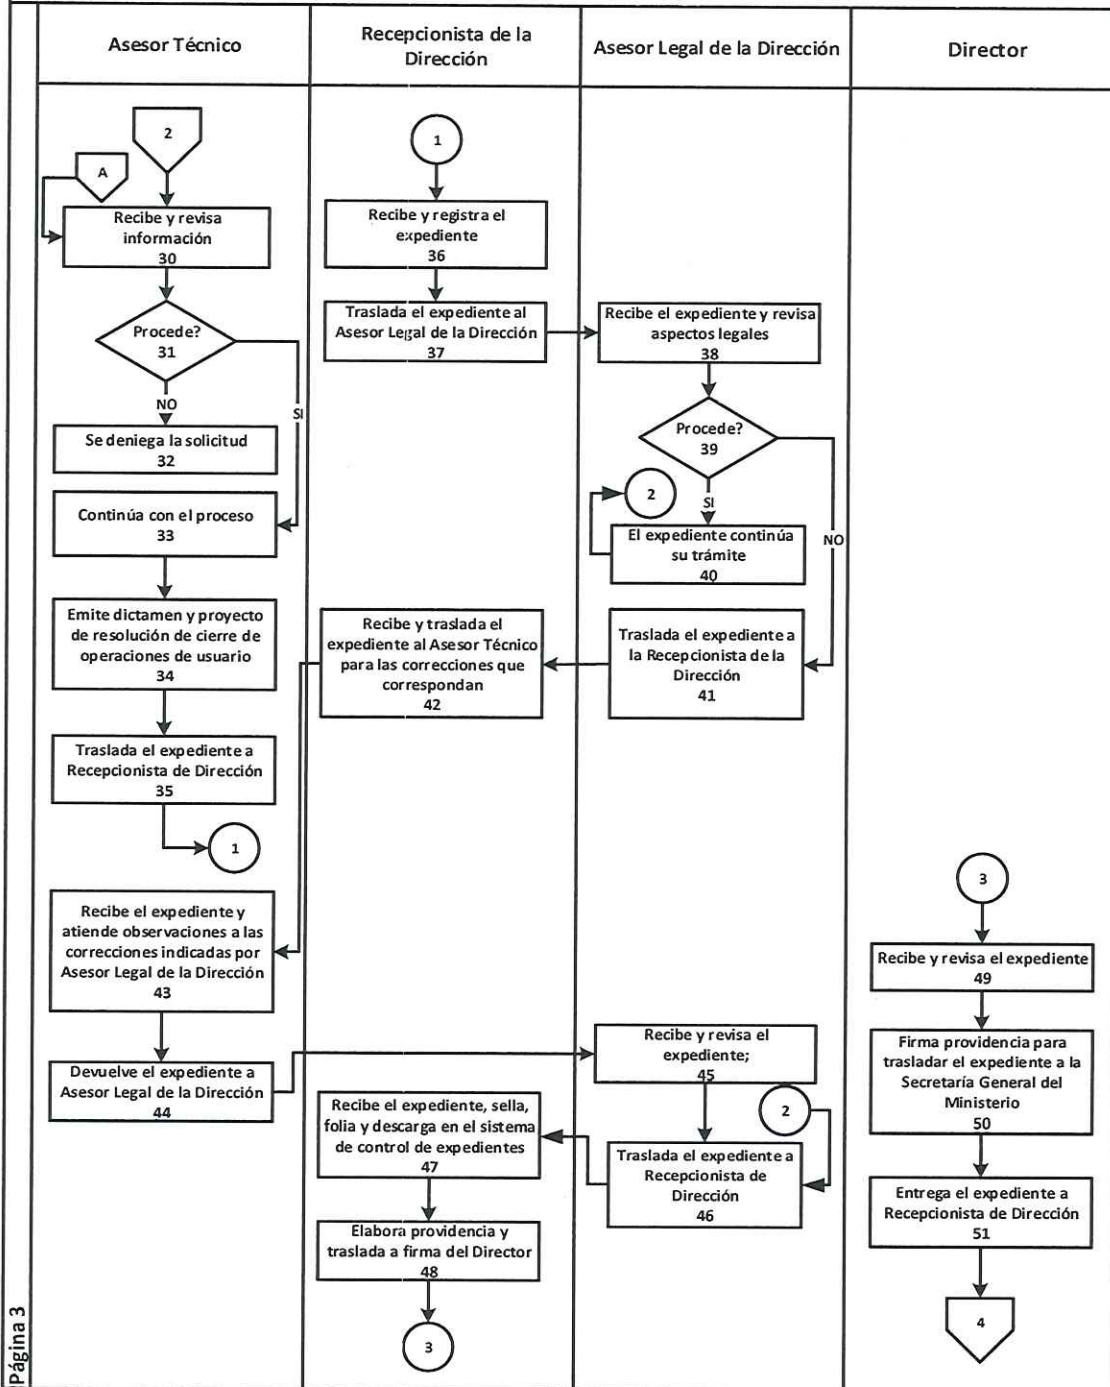 Asesor Técnico
Recepcionista de la
Dirección
Asesor Legal de la Dirección
Director
2
A
Recibe y revisa
información
30
Procede?
31
NO
SI
Se deniega la solicitud
32
Continúa con el proceso
33
Emite dictamen y proyecto
de resolución de cierre de
operaciones de usuario
34
Traslada el expediente a
Recepcionista de Dirección
35
1
1
Recibe y registra el
expediente
36
Traslada el expediente al
Asesor Legal de la Dirección
37
Recibe el expediente y revisa
aspectos legales
38
Procede?
39
2
SI
NO
El expediente continúa
su trámite
40
Traslada el expediente a
la Recepcionista de la
Dirección
41
Recibe y traslada el
expediente al Asesor Técnico
para las correcciones que
correspondan
42
Recibe el expediente y
atiende observaciones a las
correcciones indicadas por
Asesor Legal de la Dirección
43
Devuelve el expediente a
Asesor Legal de la Dirección
44
Recibe y revisa el
expediente;
45
2
Traslada el expediente a
Recepcionista de
Dirección
46
Recibe el expediente, sella,
folia y descarga en el sistema
de control de expedientes
47
Elabora providencia y
traslada a firma del Director
48
3
3
Recibe y revisa el expediente
49
Firma providencia para
trasladar el expediente a la
Secretaría General del
Ministerio
50
Entrega el expediente a
Recepcionista de Dirección
51
4
Página 3